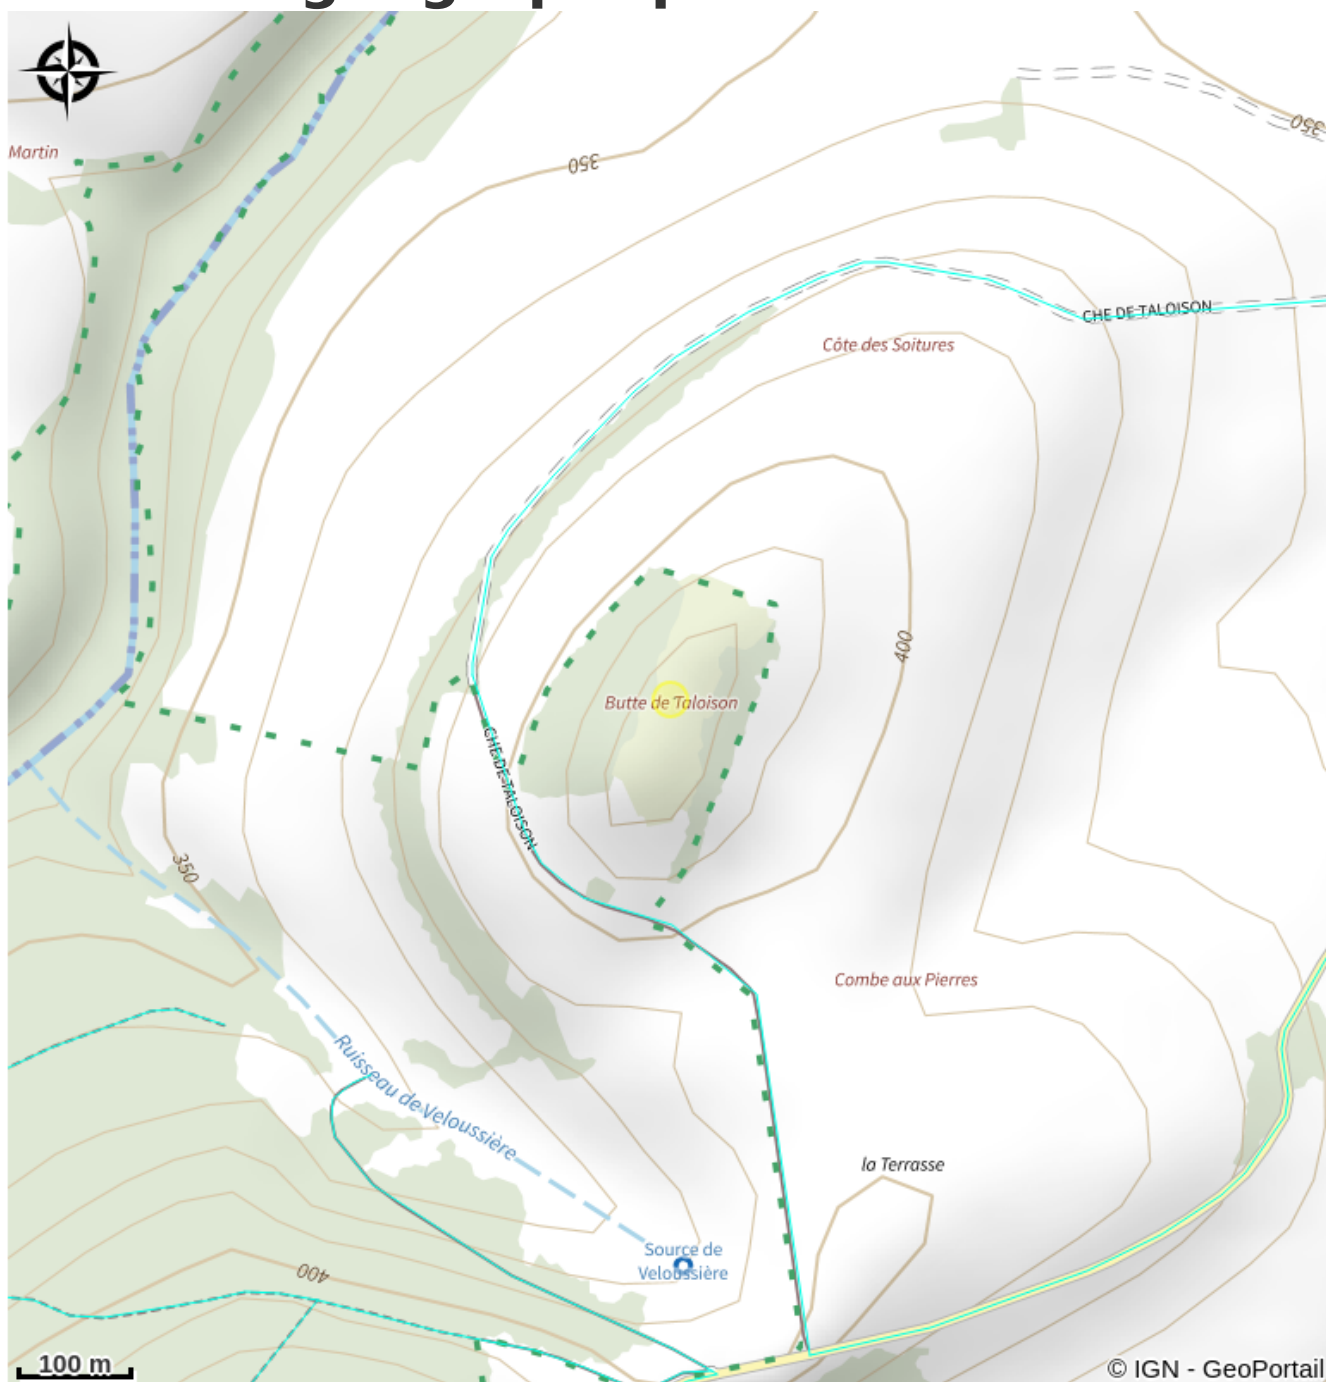 Martin
350
350
CHE DE TALOISON
Côte des Soitures
400
Butte de Taloison
CHE DE TALOISON
350
Combe aux Pierres
Ruisseau de Veloussière
la Terrasse
Source de
Veloussière
400
100 m
© IGN - GeoPortail